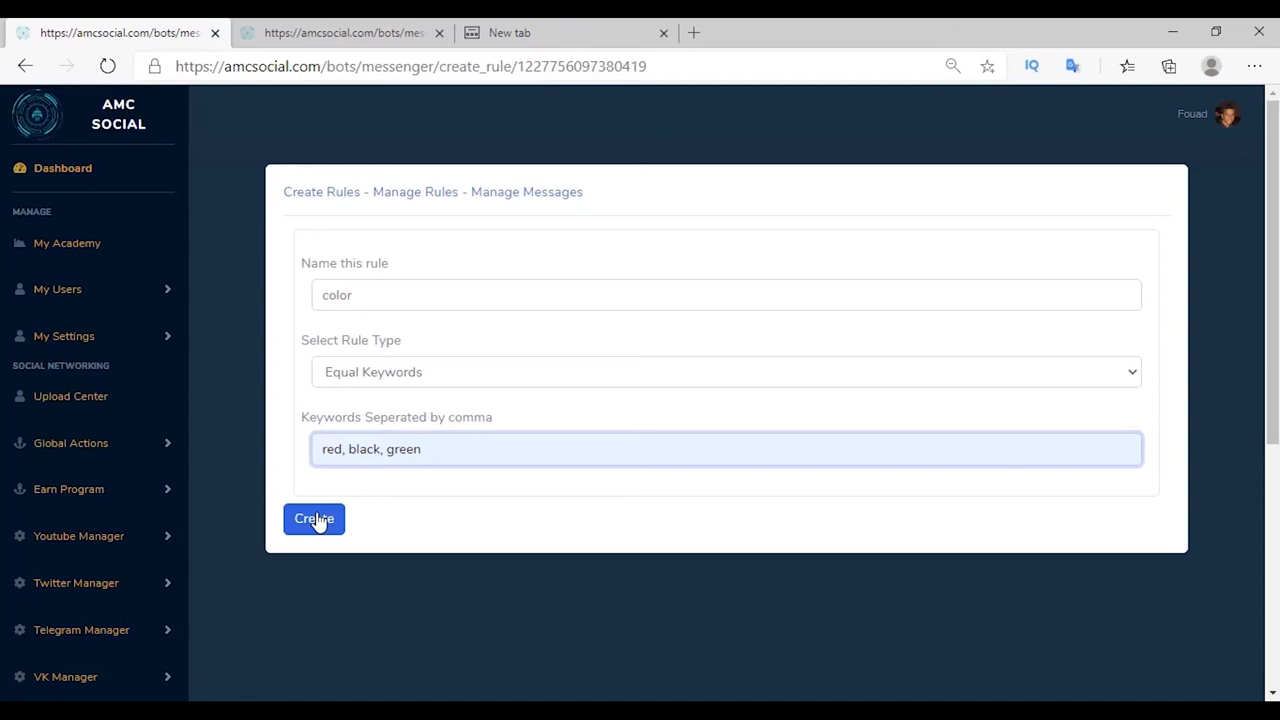 https://amcsocial.com/bots/mes
https://amcsocial.com/bots/mes
New tab
https://amcsocial.com/bots/messenger/create_rule/1227756097380419
IQ
AMC
SOCIAL
Fouad
Dashboard
MANAGE
My Academy
My Users
My Settings
SOCIAL NETWORKING
Upload Center
Global Actions
Earn Program
Youtube Manager
Twitter Manager
Telegram Manager
VK Manager
Create Rules - Manage Rules - Manage Messages
Name this rule
color
Select Rule Type
Equal Keywords
Keywords Seperated by comma
red, black, green
Create